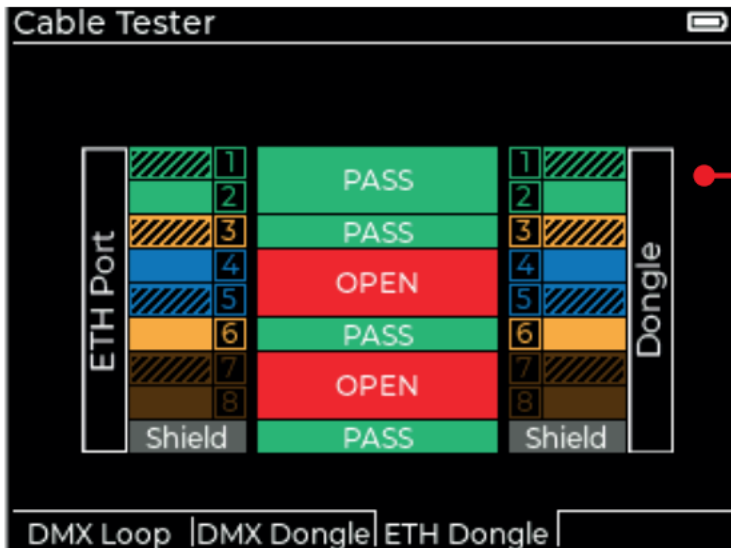 Cable Tester
ETH Port
1 PASS 1
2 2
3 PASS 3
4 OPEN 4
5 5
6 PASS 6
7 OPEN 7
8 8
Shield PASS Shield
Dongle
DMX Loop DMX Dongle ETH Dongle